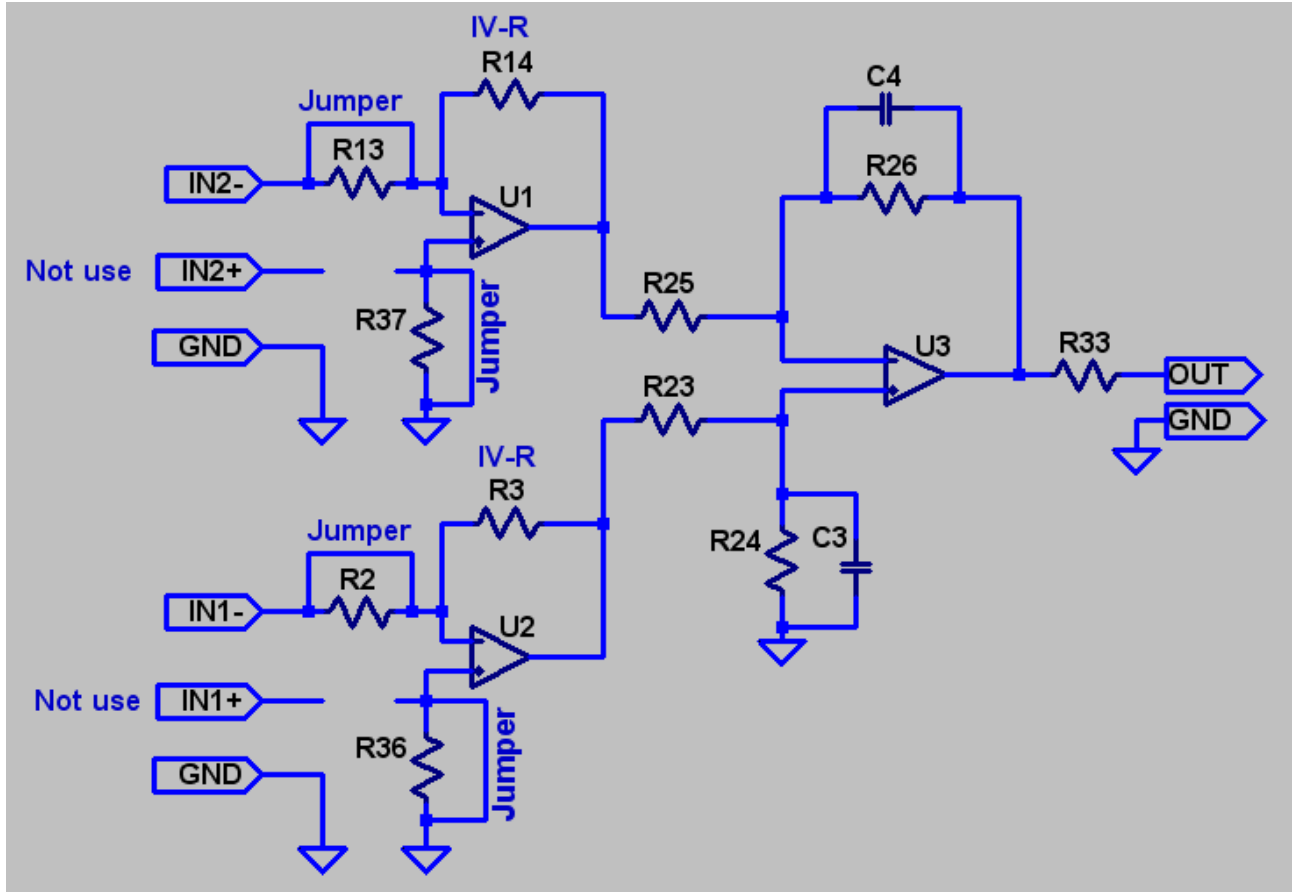 IV-R
R14
C4
Jumper
R13
R26
IN2-
U1
Not use
IN2+
R25
R37
Jumper
GND
U3
R33
OUT
R23
GND
IV-R
R3
Jumper
R24
C3
R2
IN1-
U2
Not use
IN1+
R36
Jumper
GND